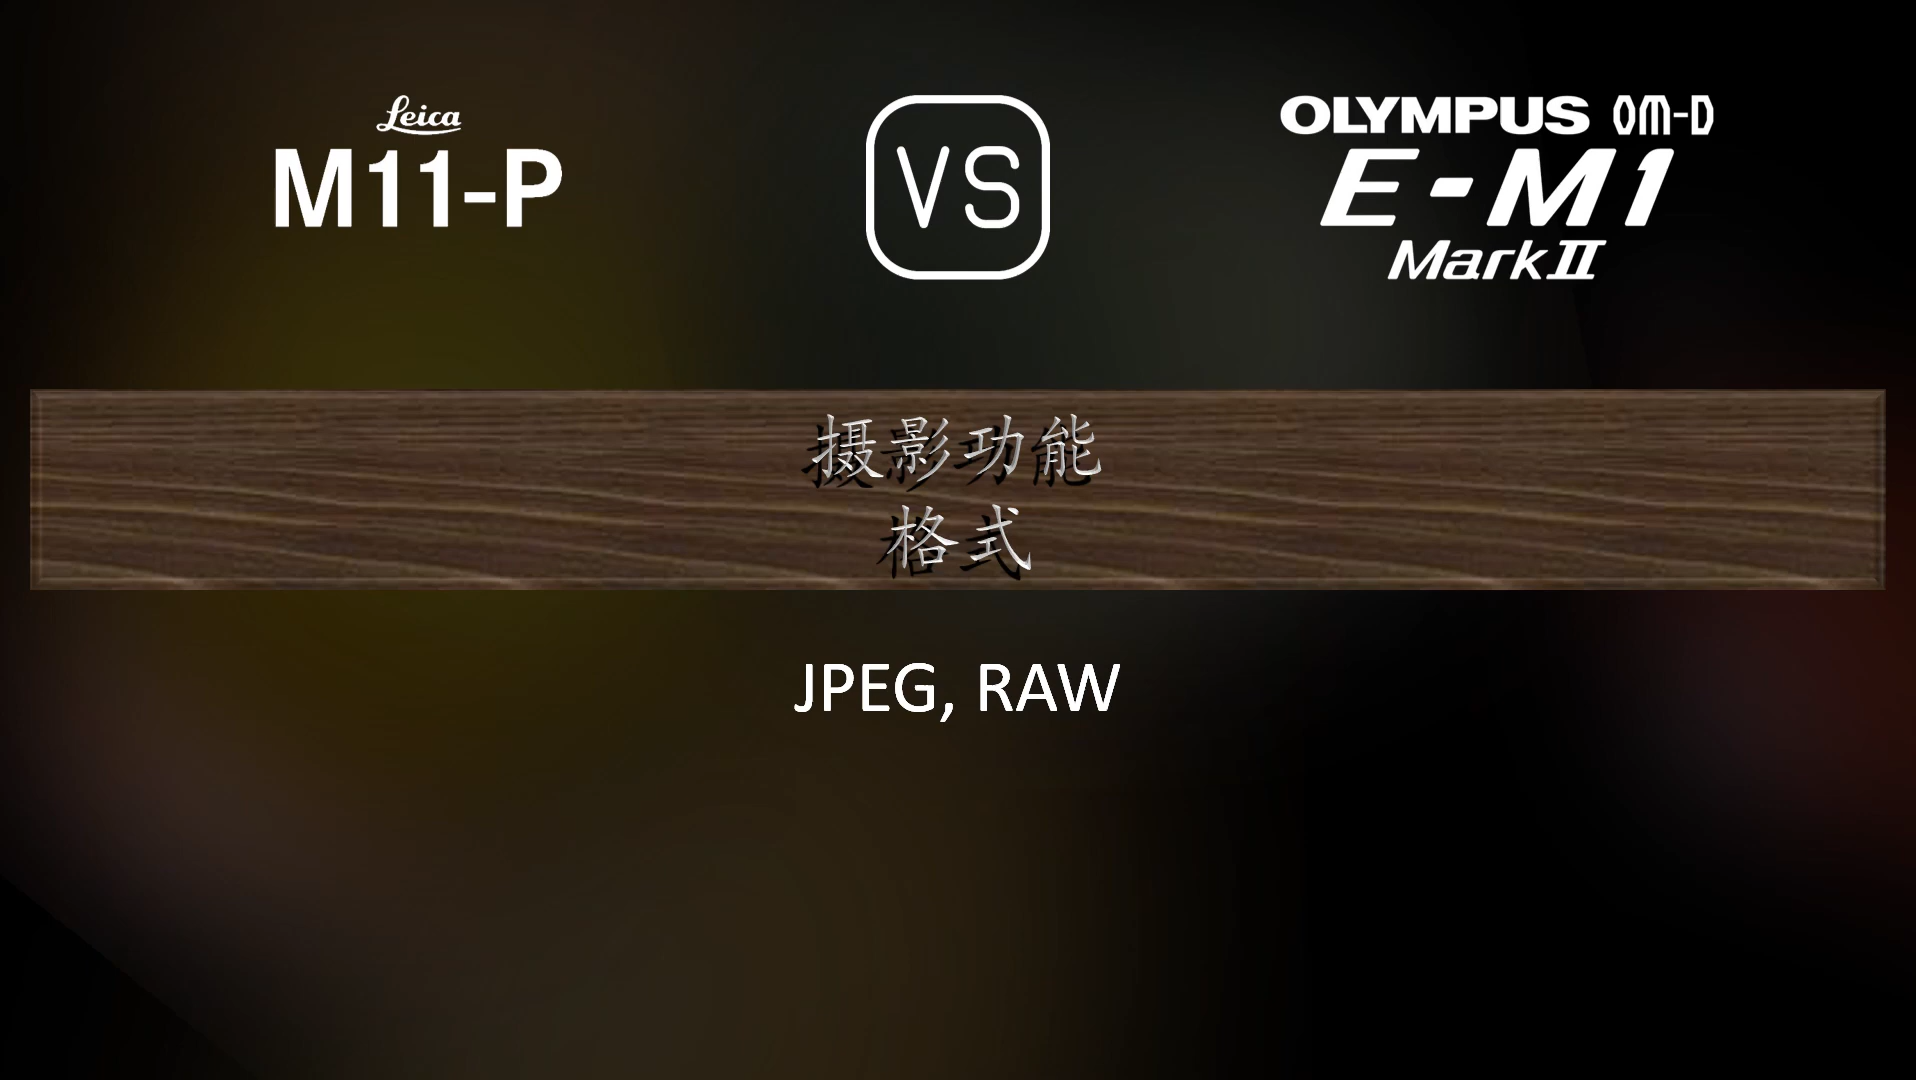 Leica
M11-P
VS
OLYMPUS OM-D
E-M1
Mark II
摄影功能
格式
JPEG, RAW